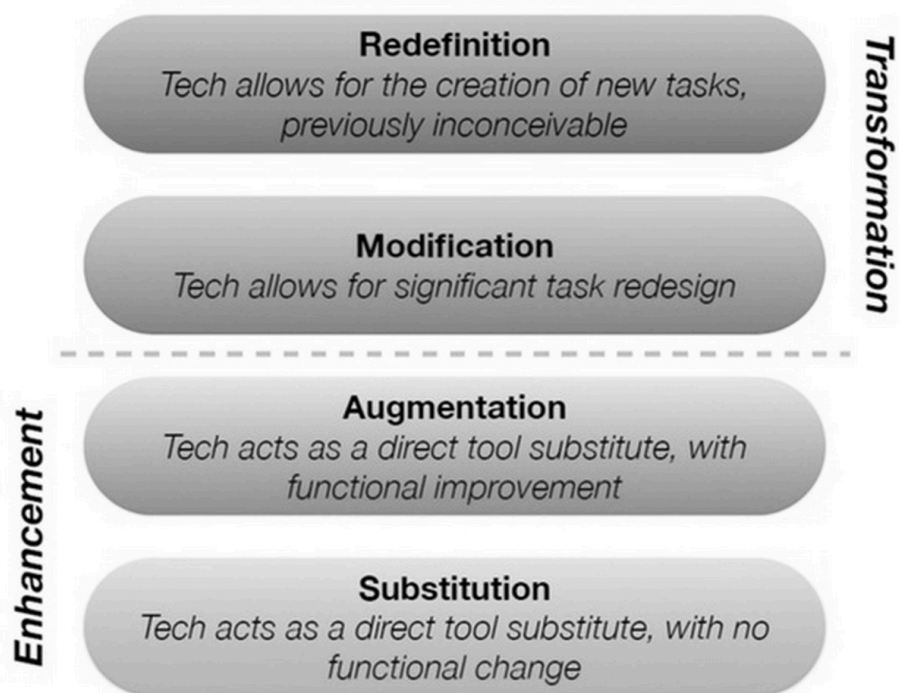 Redefinition
Tech allows for the creation of new tasks,
previously inconceivable
Transformation
Modification
Tech allows for significant task redesign
Augmentation
Tech acts as a direct tool substitute, with
functional improvement
Enhancement
Substitution
Tech acts as a direct tool substitute, with no
functional change